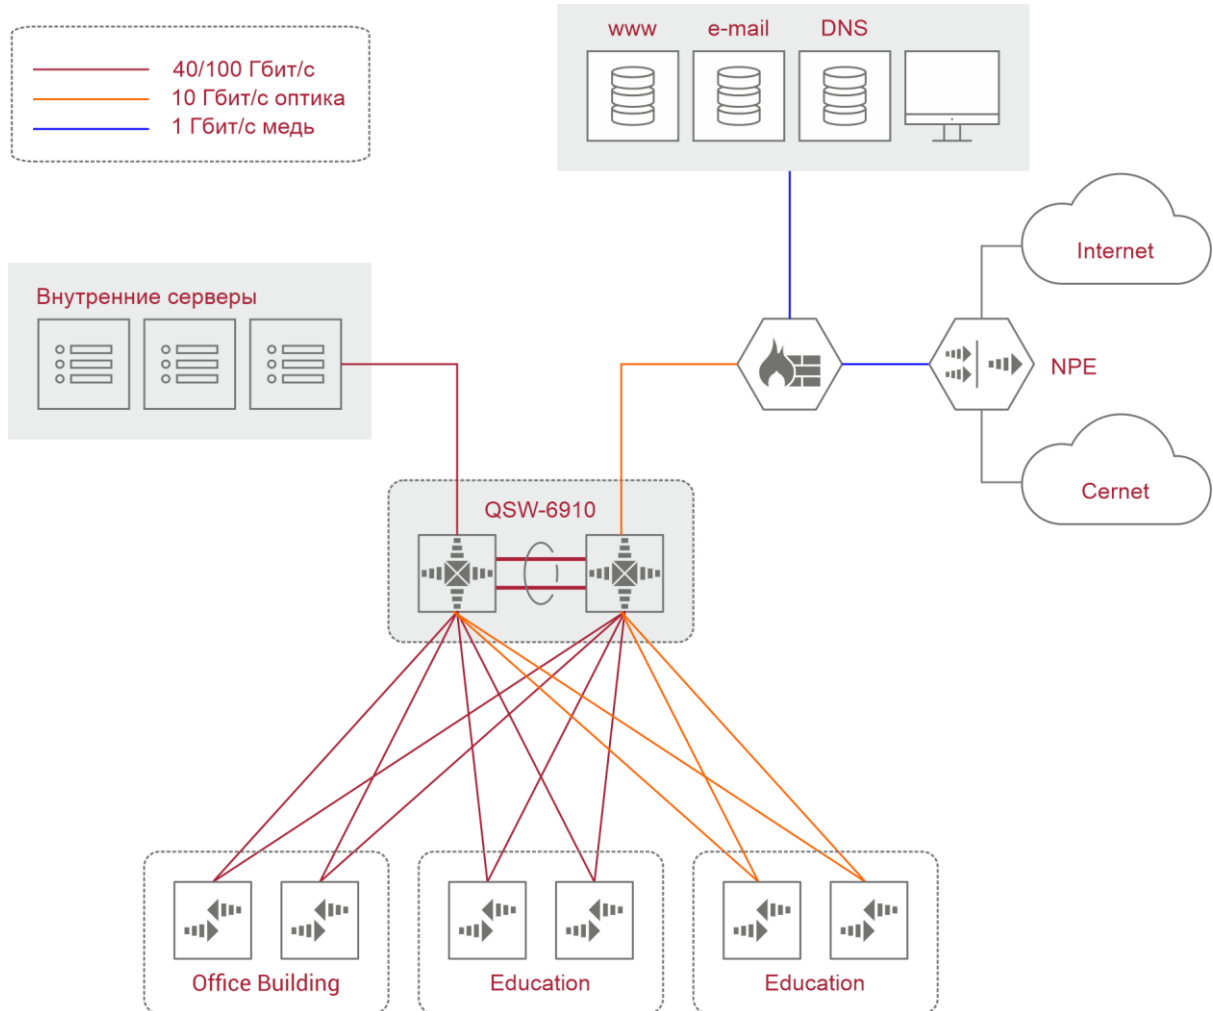 40/100 Гбит/с
10 Гбит/с оптика
1 Гбит/с медь
www e-mail DNS
Internet
NPE
Cernet
Внутренние серверы
QSW-6910
Office Building
Education
Education